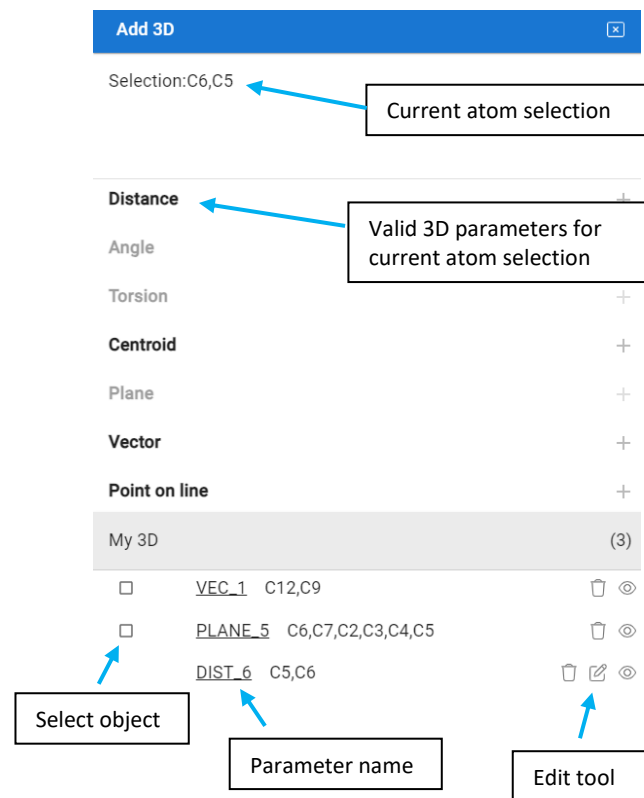 Add 3D
Selection:C6,C5
Current atom selection
Distance
Valid 3D parameters for
current atom selection
Angle
Torsion +
Centroid +
Plane +
Vector +
Point on line +
My 3D (3)
VEC_1 C12,C9
PLANE_5 C6,C7,C2,C3,C4,C5
DIST_6 C5,C6
Select object
Parameter name
Edit tool